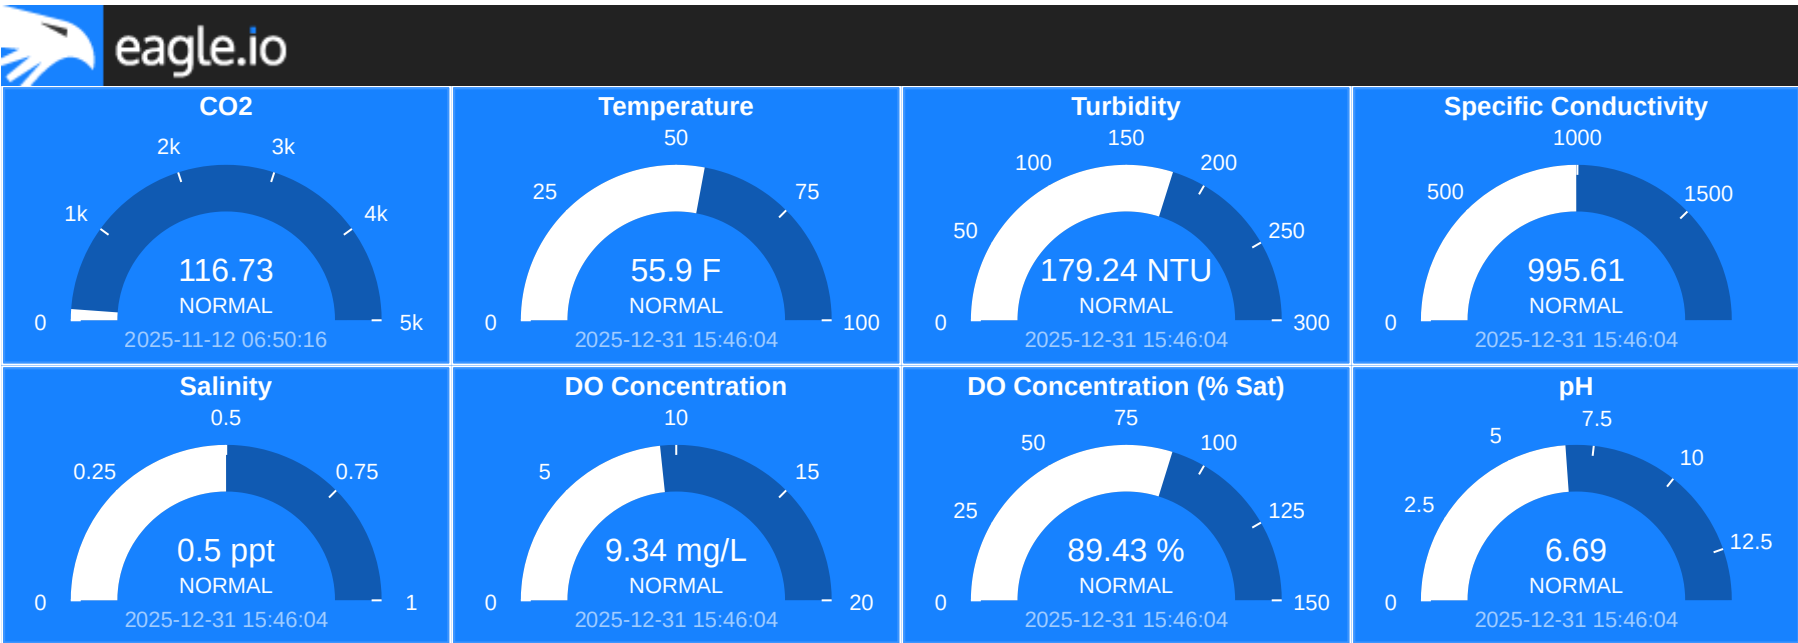 eagle.io
CO2
0
1k
2k
3k
4k
5k
116.73
NORMAL
2025-11-12 06:50:16
Temperature
0
25
50
75
100
55.9 F
NORMAL
2025-12-31 15:46:04
Turbidity
0
50
100
150
200
250
300
179.24 NTU
NORMAL
2025-12-31 15:46:04
Specific Conductivity
0
500
1000
1500
995.61
NORMAL
2025-12-31 15:46:04
Salinity
0
0.25
0.5
0.75
1
0.5 ppt
NORMAL
2025-12-31 15:46:04
DO Concentration
0
5
10
15
20
9.34 mg/L
NORMAL
2025-12-31 15:46:04
DO Concentration (% Sat)
0
25
50
75
100
125
150
89.43 %
NORMAL
2025-12-31 15:46:04
pH
0
2.5
5
7.5
10
12.5
6.69
NORMAL
2025-12-31 15:46:04